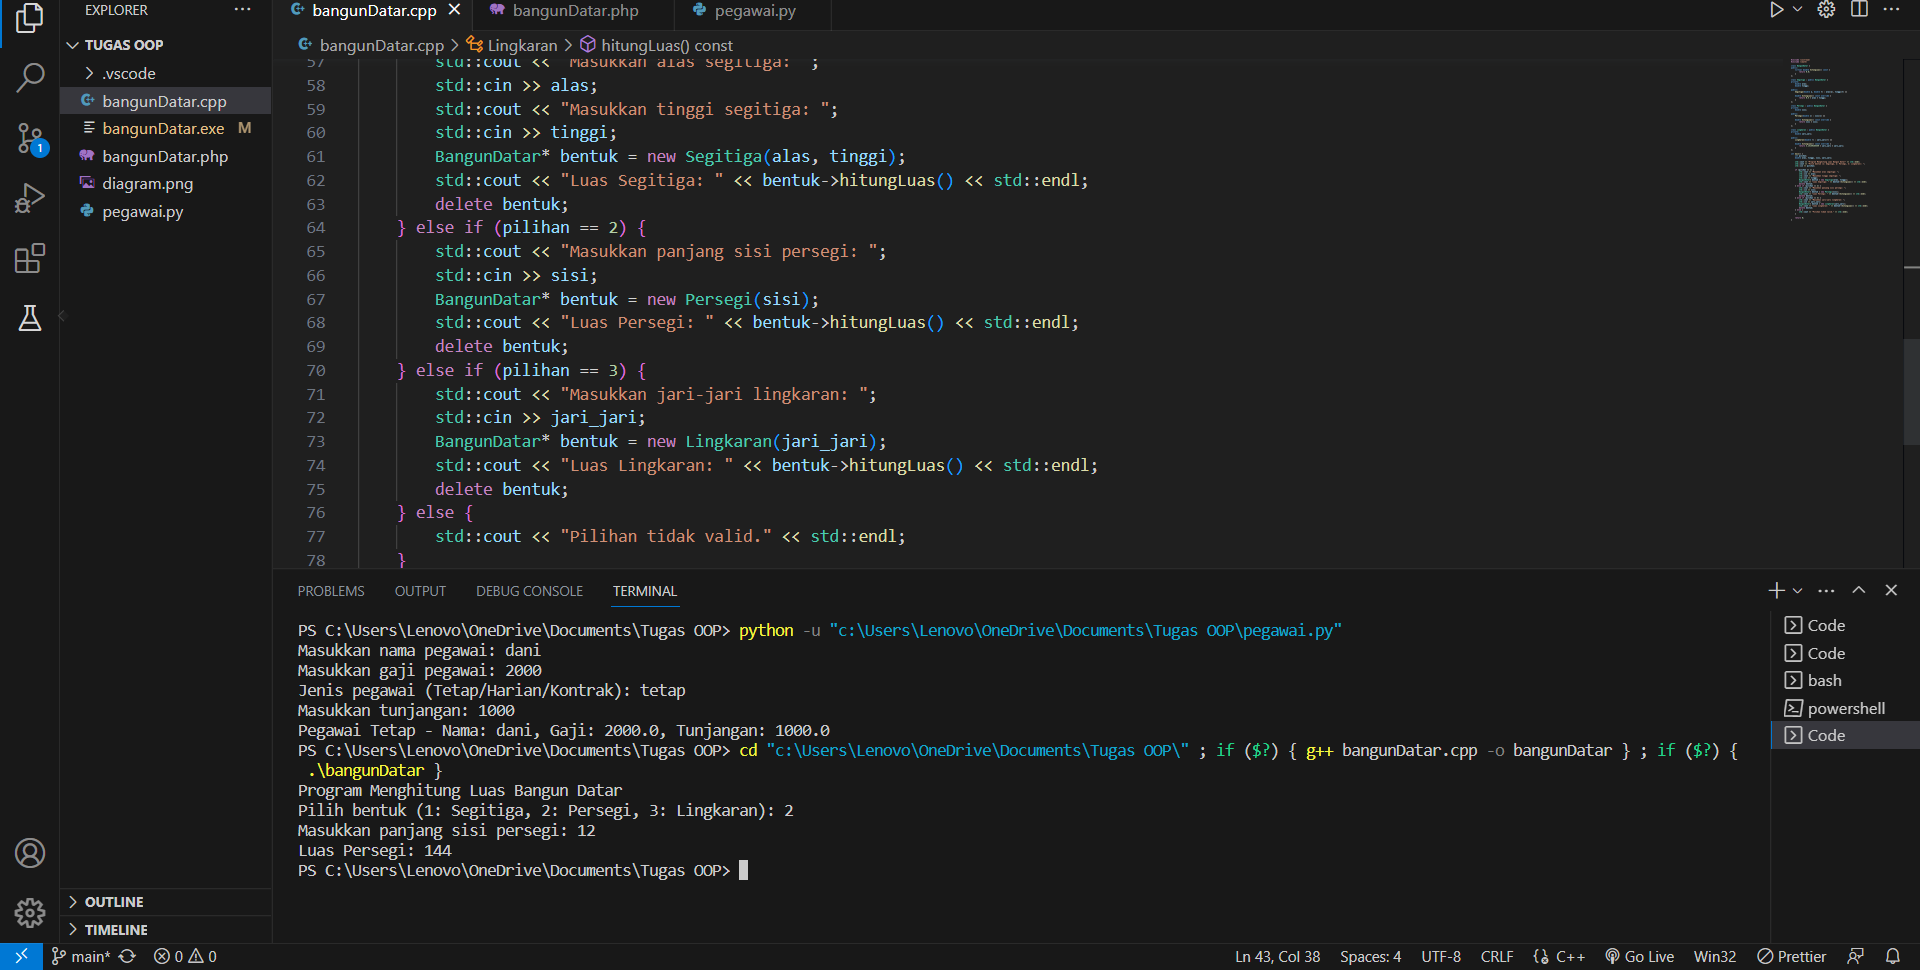 EXPLORER
TUGAS OOP
.vscode
bangunDatar.cpp
bangunDatar.exe M
bangunDatar.php
diagram.png
pegawai.py
OUTLINE
TIMELINE
1
bangunDatar.cpp bangunDatar.php pegawai.py
bangunDatar.cpp > Lingkaran > hitungLuas() const
57 std::cout << "Masukkan alas segitiga: ";
58 std::cin >> alas;
59 std::cout << "Masukkan tinggi segitiga: ";
60 std::cin >> tinggi;
61 BangunDatar* bentuk = new Segitiga(alas, tinggi);
62 std::cout << "Luas Segitiga: " << bentuk->hitungLuas() << std::endl;
63 delete bentuk;
64 } else if (pilihan == 2) {
65 std::cout << "Masukkan panjang sisi persegi: ";
66 std::cin >> sisi;
67 BangunDatar* bentuk = new Persegi(sisi);
68 std::cout << "Luas Persegi: " << bentuk->hitungLuas() << std::endl;
69 delete bentuk;
70 } else if (pilihan == 3) {
71 std::cout << "Masukkan jari-jari lingkaran: ";
72 std::cin >> jari_jari;
73 BangunDatar* bentuk = new Lingkaran(jari_jari);
74 std::cout << "Luas Lingkaran: " << bentuk->hitungLuas() << std::endl;
75 delete bentuk;
76 } else {
77 std::cout << "Pilihan tidak valid." << std::endl;
78 }
PROBLEMS OUTPUT DEBUG CONSOLE TERMINAL
PS C:\Users\Lenovo\OneDrive\Documents\Tugas OOP> python -u "c:\Users\Lenovo\OneDrive\Documents\Tugas OOP\pegawai.py"
Masukkan nama pegawai: dani
Masukkan gaji pegawai: 2000
Jenis pegawai (Tetap/Harian/Kontrak): tetap
Masukkan tunjangan: 1000
Pegawai Tetap - Nama: dani, Gaji: 2000.0, Tunjangan: 1000.0
PS C:\Users\Lenovo\OneDrive\Documents\Tugas OOP> cd "c:\Users\Lenovo\OneDrive\Documents\Tugas OOP\" ; if ($?) { g++ bangunDatar.cpp -o bangunDatar } ; if ($?) {
.\bangunDatar }
Program Menghitung Luas Bangun Datar
Pilih bentuk (1: Segitiga, 2: Persegi, 3: Lingkaran): 2
Masukkan panjang sisi persegi: 12
Luas Persegi: 144
PS C:\Users\Lenovo\OneDrive\Documents\Tugas OOP>
Code
Code
bash
powershell
Code
main* 0 0 Ln 43, Col 38 Spaces: 4 UTF-8 CRLF C++ Go Live Win32 Prettier